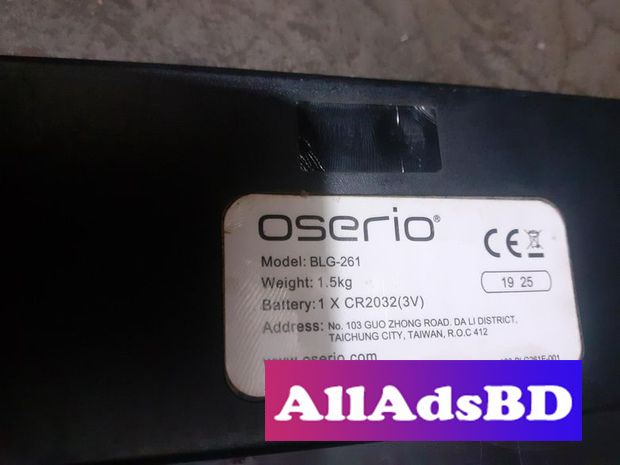 oserio®
Model: BLG-261
Weight: 1.5kg
Battery:1 X CR2032(3V)
Address: No. 103 GUO ZHONG ROAD. DA LI DISTRICT,
TAICHUNG CITY, TAIWAN, R.O.C 412
www.oserio.com
CE
19 25
AllAdsBD